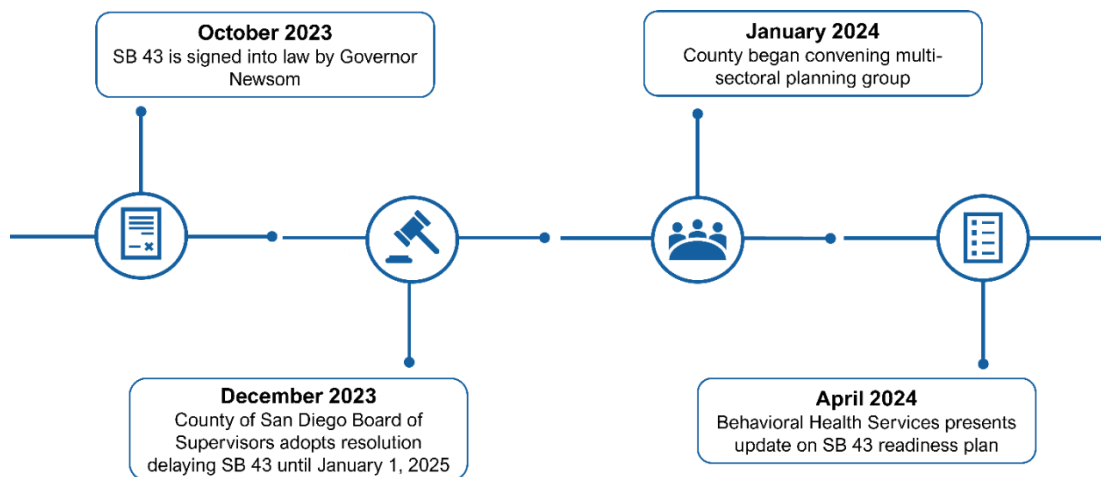 October 2023
SB 43 is signed into law by Governor
Newsom
December 2023
County of San Diego Board of
Supervisors adopts resolution
delaying SB 43 until January 1, 2025
January 2024
County began convening multi-
sectoral planning group
April 2024
Behavioral Health Services presents
update on SB 43 readiness plan